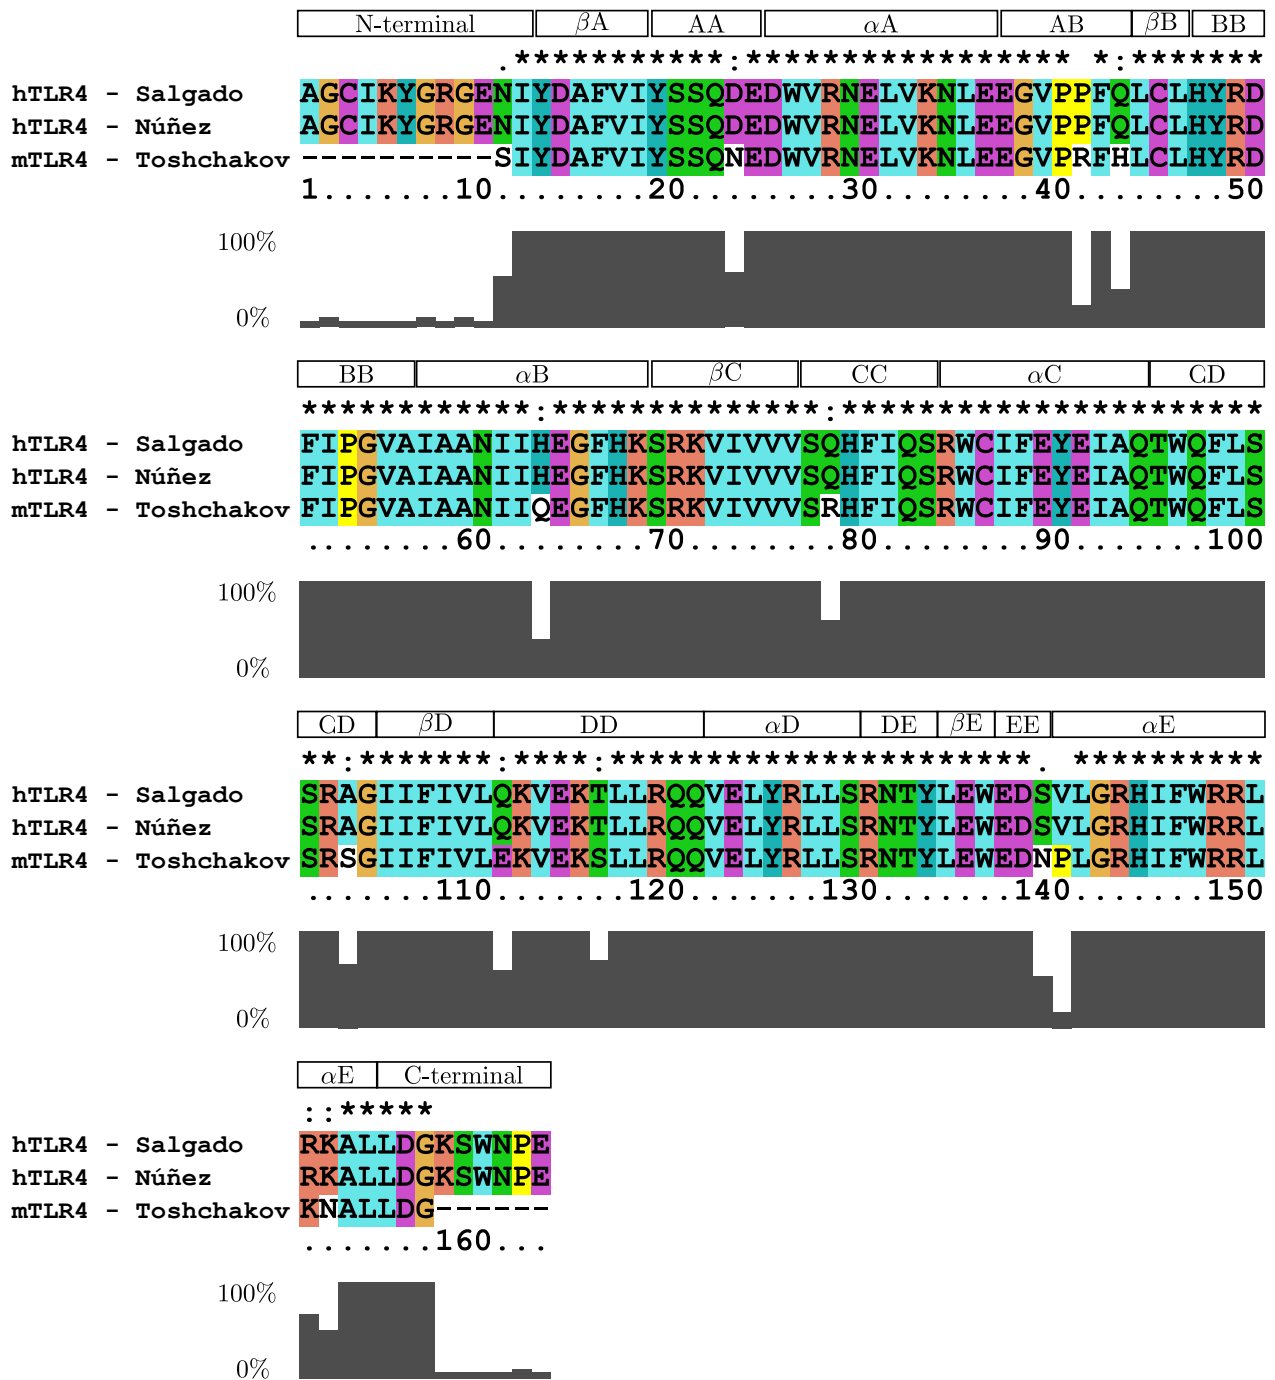 N-terminal βA AA αA AB βB BB
.***********:***************** *:*******
hTLR4 - Salgado AGCIKYGRGENIYDAFVIYSSQDEDWVRNELVKNLEEGVPPFQLCLHYRD
hTLR4 - Núñez AGCIKYGRGENIYDAFVIYSSQDEDWVRNELVKNLEEGVPPFQLCLHYRD
mTLR4 - Toshchakov ----------SIYDAFVIYSSQNEDWVRNELVKNLEEGVPRFHLCLHYRD
1.......10........20........30........40........50
100%
0%
BB αB βC CC αC CD
************:**************:**********************
hTLR4 - Salgado FIPGVAIAANIIHEGFHKSRKVIVVVSQHFIQSRWCIFEYEIAQTWQFLS
hTLR4 - Núñez FIPGVAIAANIIHEGFHKSRKVIVVVSQHFIQSRWCIFEYEIAQTWQFLS
mTLR4 - Toshchakov FIPGVAIAANIIQEGFHKSRKVIVVVSRHFIQSRWCIFEYEIAQTWQFLS
........60........70........80........90.......100
100%
0%
CD βD DD αD DE βE EE αE
**:*******:****:**********************. **********
hTLR4 - Salgado SRAGIIFIVLQKVEKTLLRQQVELYRLLSRNTYLEWEDSVLGRHIFWRRL
hTLR4 - Núñez SRAGIIFIVLQKVEKTLLRQQVELYRLLSRNTYLEWEDSVLGRHIFWRRL
mTLR4 - Toshchakov SRSGIIFIVLEKVEKSLLRQQVELYRLLSRNTYLEWEDNPLGRHIFWRRL
.......110.......120.......130.......140.......150
100%
0%
αE C-terminal
::*****
hTLR4 - Salgado RKALLDGKSWNPE
hTLR4 - Núñez RKALLDGKSWNPE
mTLR4 - Toshchakov KNALLDG------
.......160...
100%
0%